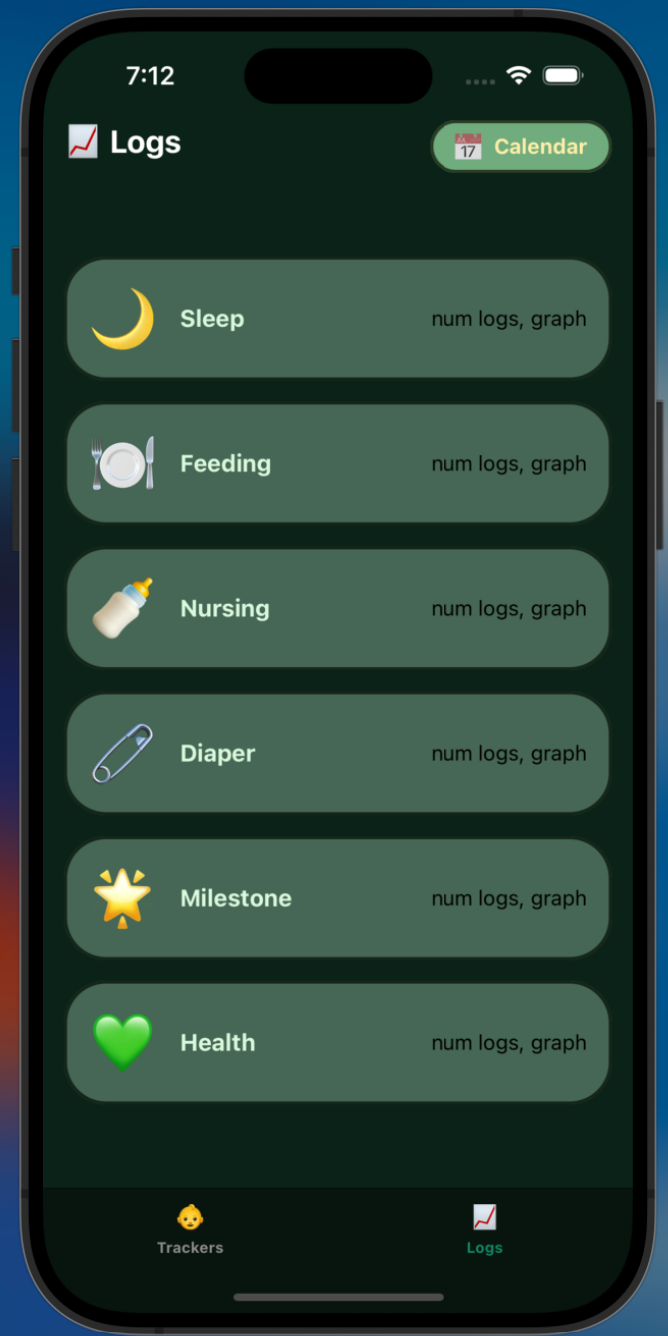 7:12
Logs
17
Calendar
Sleep
num logs, graph
Feeding
num logs, graph
Nursing
num logs, graph
Diaper
num logs, graph
Milestone
num logs, graph
Health
num logs, graph
Trackers
Logs